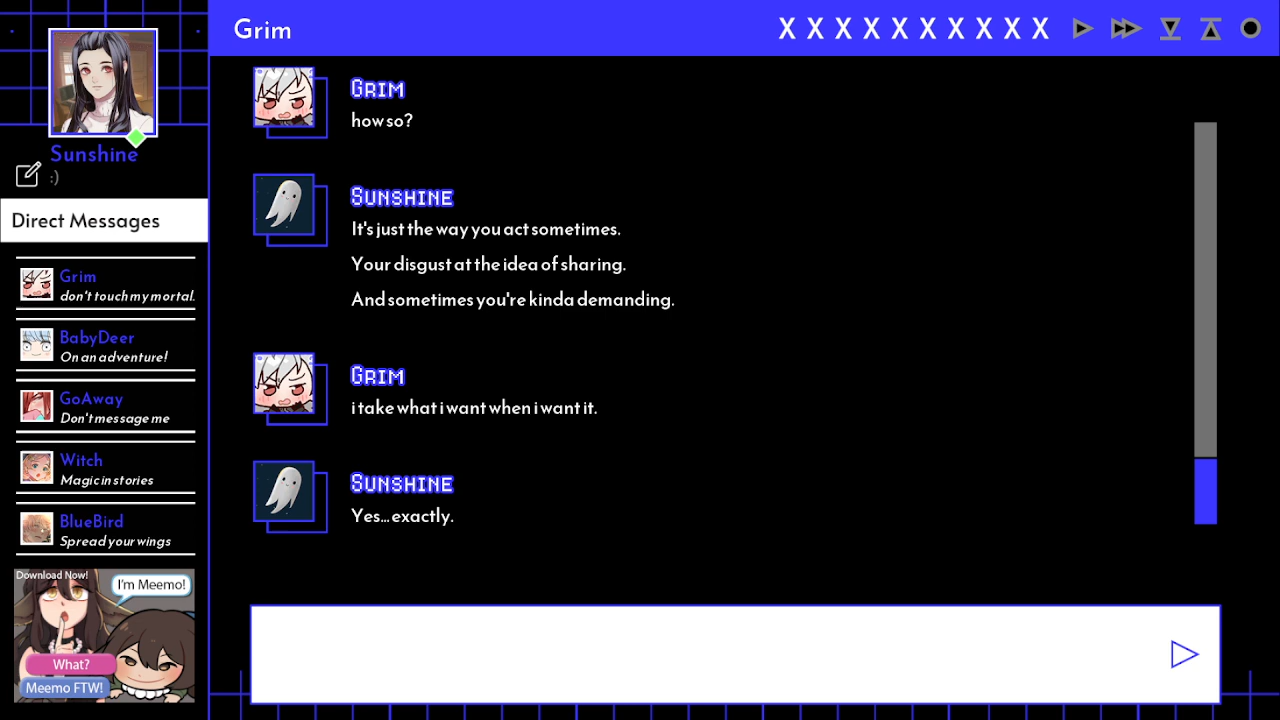 Grim
X X X X X X X X X X
Sunshine
:)
Direct Messages
Grim
don't touch my mortal.
BabyDeer
On an adventure!
GoAway
Don't message me
Witch
Magic in stories
BlueBird
Spread your wings
Download Now!
I'm Meemo!
What?
Meemo FTW!
Grim
how so?
Sunshine
It's just the way you act sometimes.
Your disgust at the idea of sharing.
And sometimes you're kinda demanding.
Grim
i take what i want when i want it.
Sunshine
Yes...exactly.